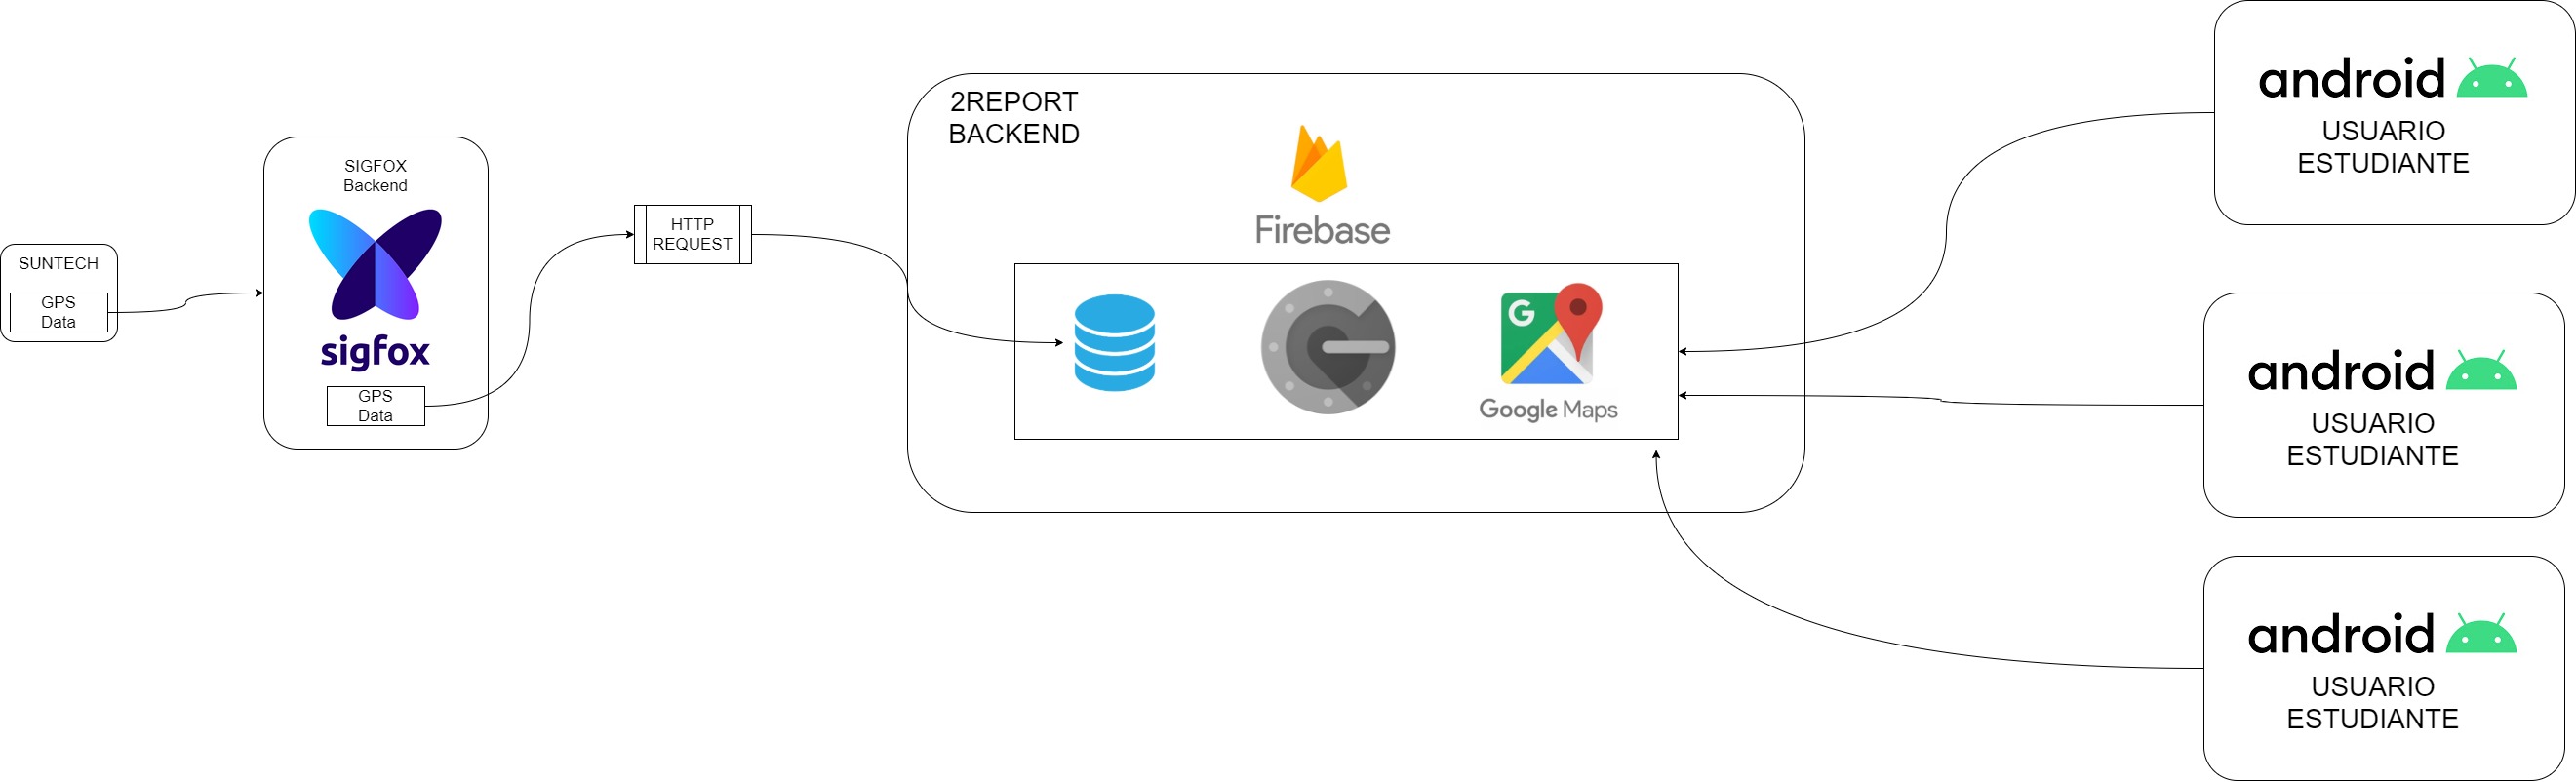 SUNTECH
GPS
Data
SIGFOX
Backend
sigfox
GPS
Data
HTTP
REQUEST
2REPORT
BACKEND
Firebase
G
Google Maps
android
USUARIO
ESTUDIANTE
android
USUARIO
ESTUDIANTE
android
USUARIO
ESTUDIANTE